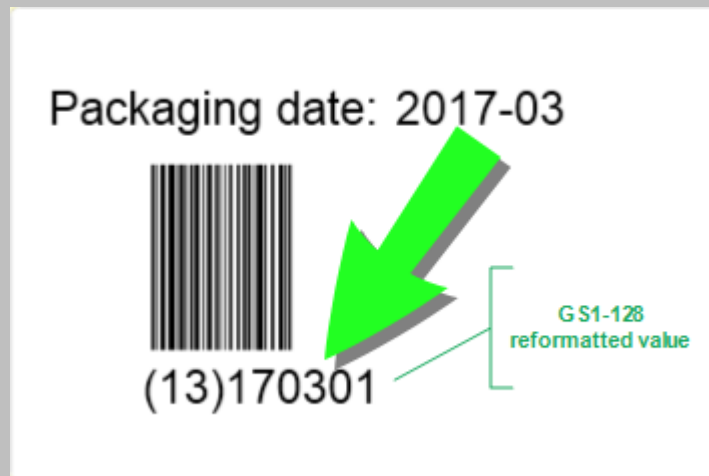 Packaging date: 2017-03
(13)170301
GS1-128
reformatted value